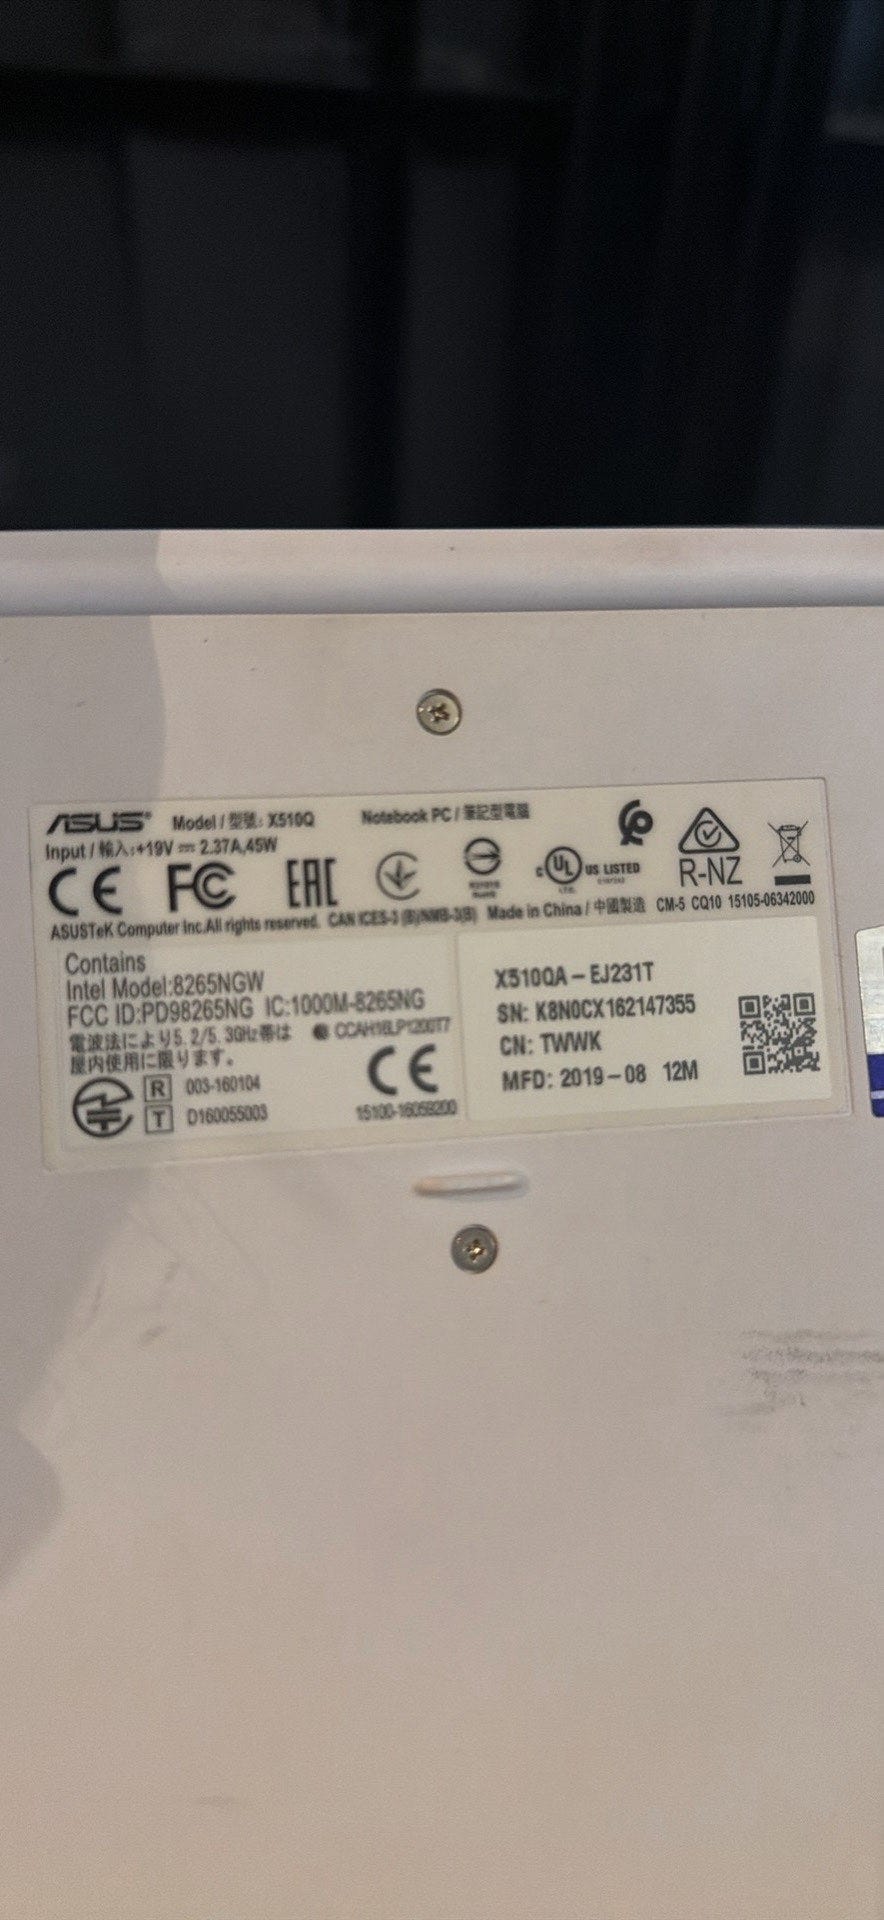 ASUS Model / 型號: X510Q Notebook PC / 筆記型電腦
Input / 輸入:+19V ⎓ 2.37A,45W
CE FC EAC c UL US LISTED R-NZ
ASUSTeK Computer Inc.All rights reserved. CAN ICES-3 (B)/NMB-3(B) Made in China / 中國製造 CM-5 CQ10 15105-06342000
Contains
Intel Model:8265NGW
FCC ID:PD98265NG IC:1000M-8265NG
電波法により5.2/5.3GHz帯は
屋内使用に限ります。
R 003-160104
T D160055003
CE
X510QA-EJ231T
SN: K8N0CX162147355
CN: TWWK
MFD: 2019-08 12M